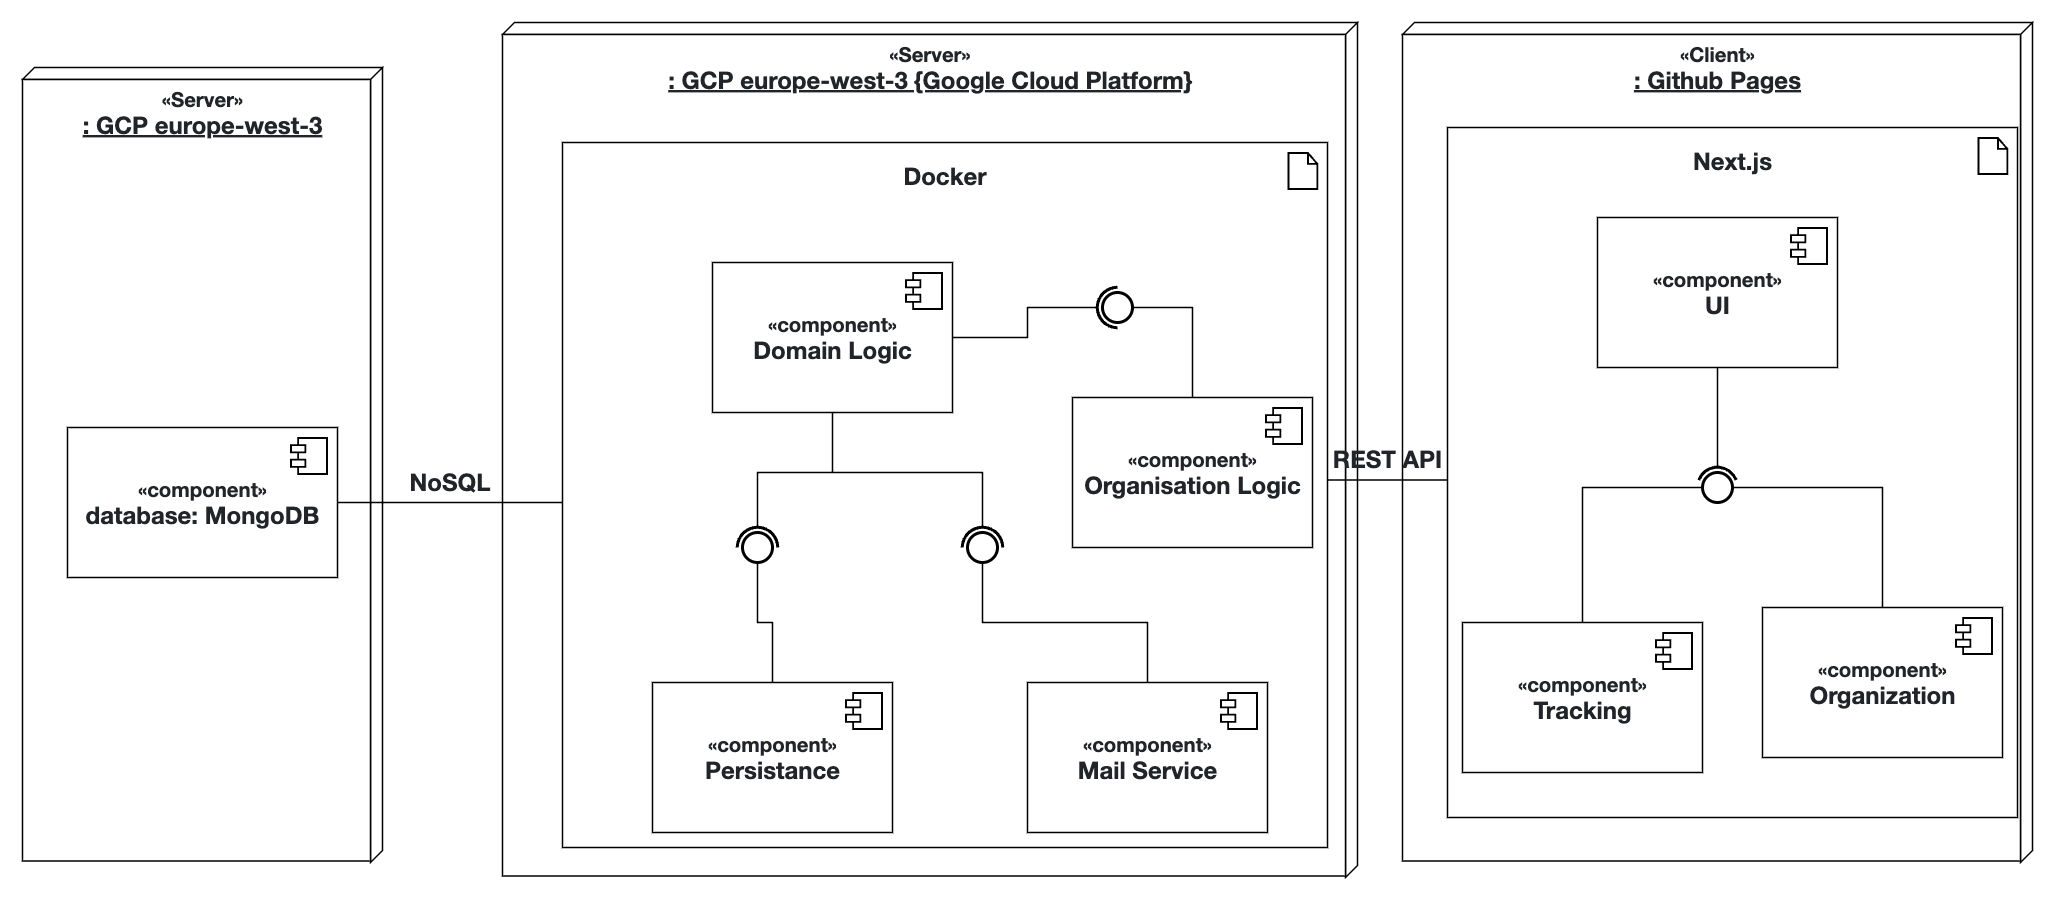 «Server»
: GCP europe-west-3
«component»
database: MongoDB
NoSQL
«Server»
: GCP europe-west-3 {Google Cloud Platform}
Docker
«component»
Domain Logic
«component»
Organisation Logic
«component»
Persistance
«component»
Mail Service
REST API
«Client»
: Github Pages
Next.js
«component»
UI
«component»
Tracking
«component»
Organization